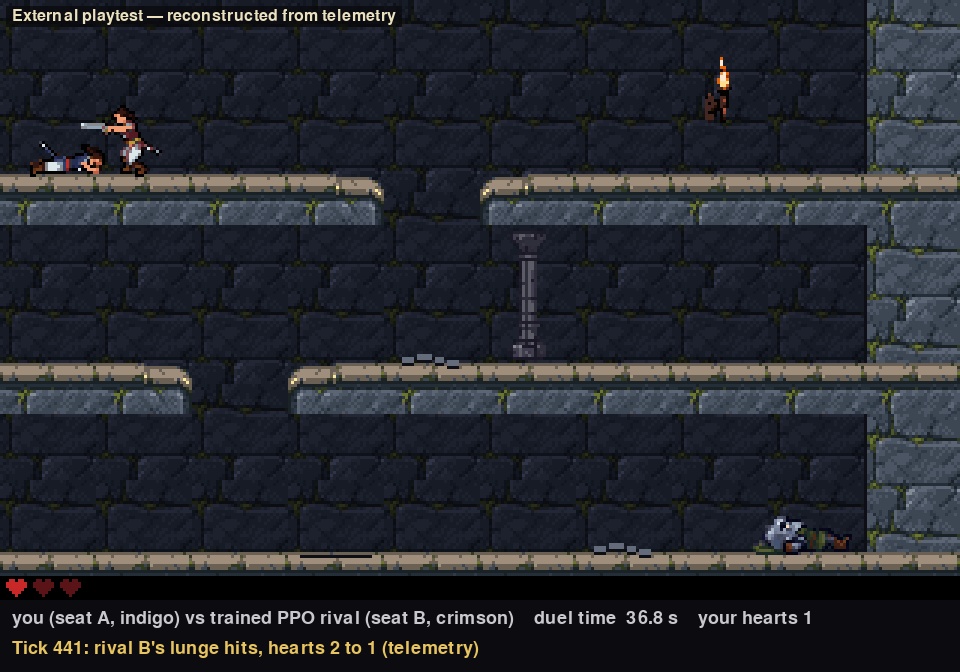 External playtest — reconstructed from telemetry
you (seat A, indigo) vs trained PPO rival (seat B, crimson) duel time 36.8 s your hearts 1
Tick 441: rival B's lunge hits, hearts 2 to 1 (telemetry)